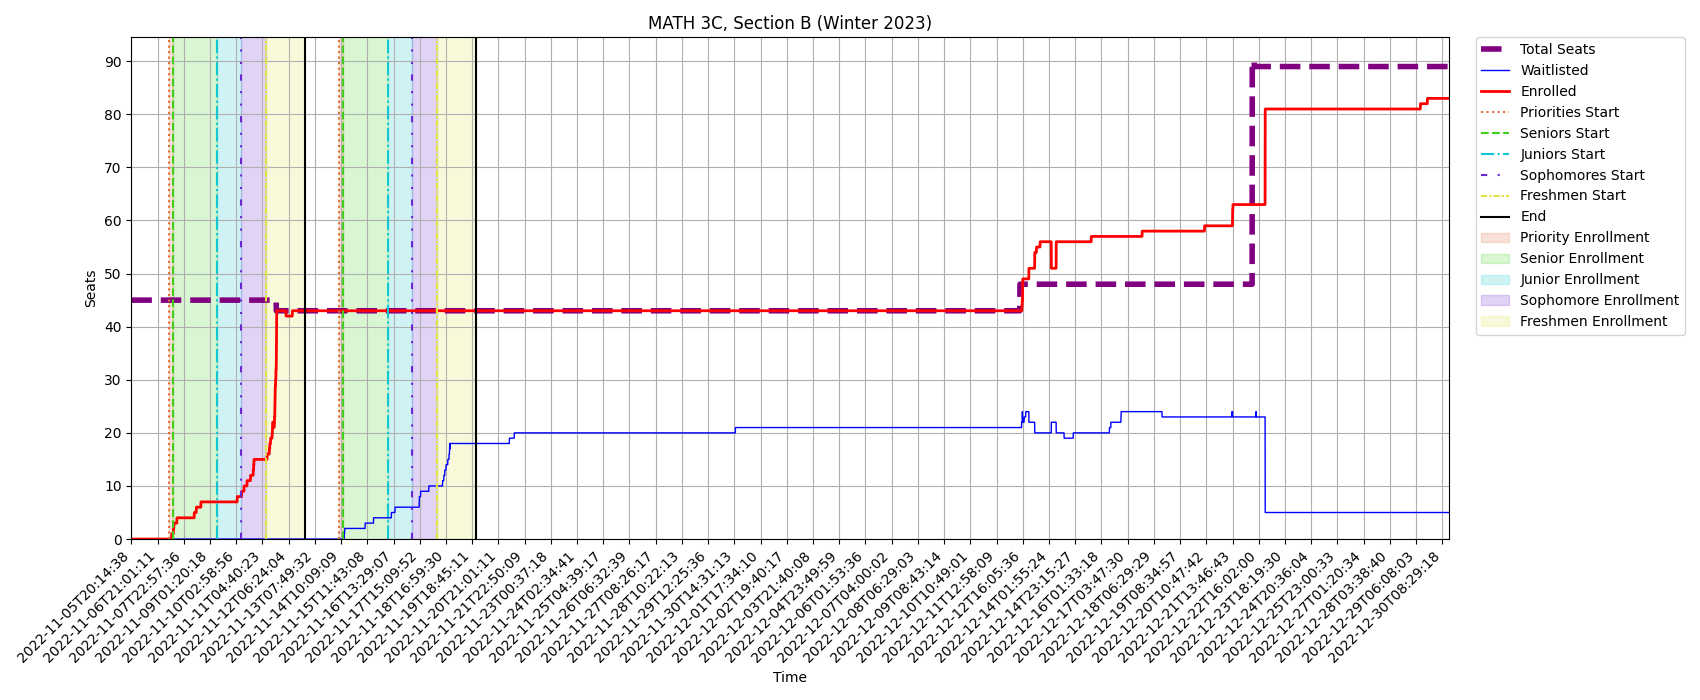 MATH 3C, Section B (Winter 2023)
Seats
90
80
70
60
50
40
30
20
10
0
2022-11-05T20:14:38
2022-11-06T21:01:11
2022-11-07T22:57:36
2022-11-09T01:20:18
2022-11-10T02:58:56
2022-11-11T04:40:23
2022-11-12T06:24:04
2022-11-13T07:49:32
2022-11-14T10:09:09
2022-11-15T11:43:08
2022-11-16T13:29:07
2022-11-17T15:09:52
2022-11-18T16:59:30
2022-11-19T18:45:11
2022-11-20T21:01:11
2022-11-21T22:50:09
2022-11-23T00:37:18
2022-11-24T02:34:41
2022-11-25T04:39:17
2022-11-26T06:32:39
2022-11-27T08:26:17
2022-11-28T10:22:13
2022-11-29T12:25:36
2022-11-30T14:31:13
2022-12-01T17:34:10
2022-12-02T19:40:17
2022-12-03T21:40:08
2022-12-04T23:49:59
2022-12-06T01:53:36
2022-12-07T04:00:02
2022-12-08T06:29:03
2022-12-09T08:43:14
2022-12-10T10:49:01
2022-12-11T12:58:09
2022-12-12T16:05:36
2022-12-14T01:55:24
2022-12-14T23:15:27
2022-12-16T01:33:18
2022-12-17T03:47:30
2022-12-18T06:29:29
2022-12-19T08:34:57
2022-12-20T10:47:42
2022-12-21T13:46:43
2022-12-22T16:02:00
2022-12-23T18:19:30
2022-12-24T20:36:04
2022-12-25T23:00:33
2022-12-27T01:20:34
2022-12-28T03:38:40
2022-12-29T06:08:03
2022-12-30T08:29:18
Time
Total Seats
Waitlisted
Enrolled
Priorities Start
Seniors Start
Juniors Start
Sophomores Start
Freshmen Start
End
Priority Enrollment
Senior Enrollment
Junior Enrollment
Sophomore Enrollment
Freshmen Enrollment